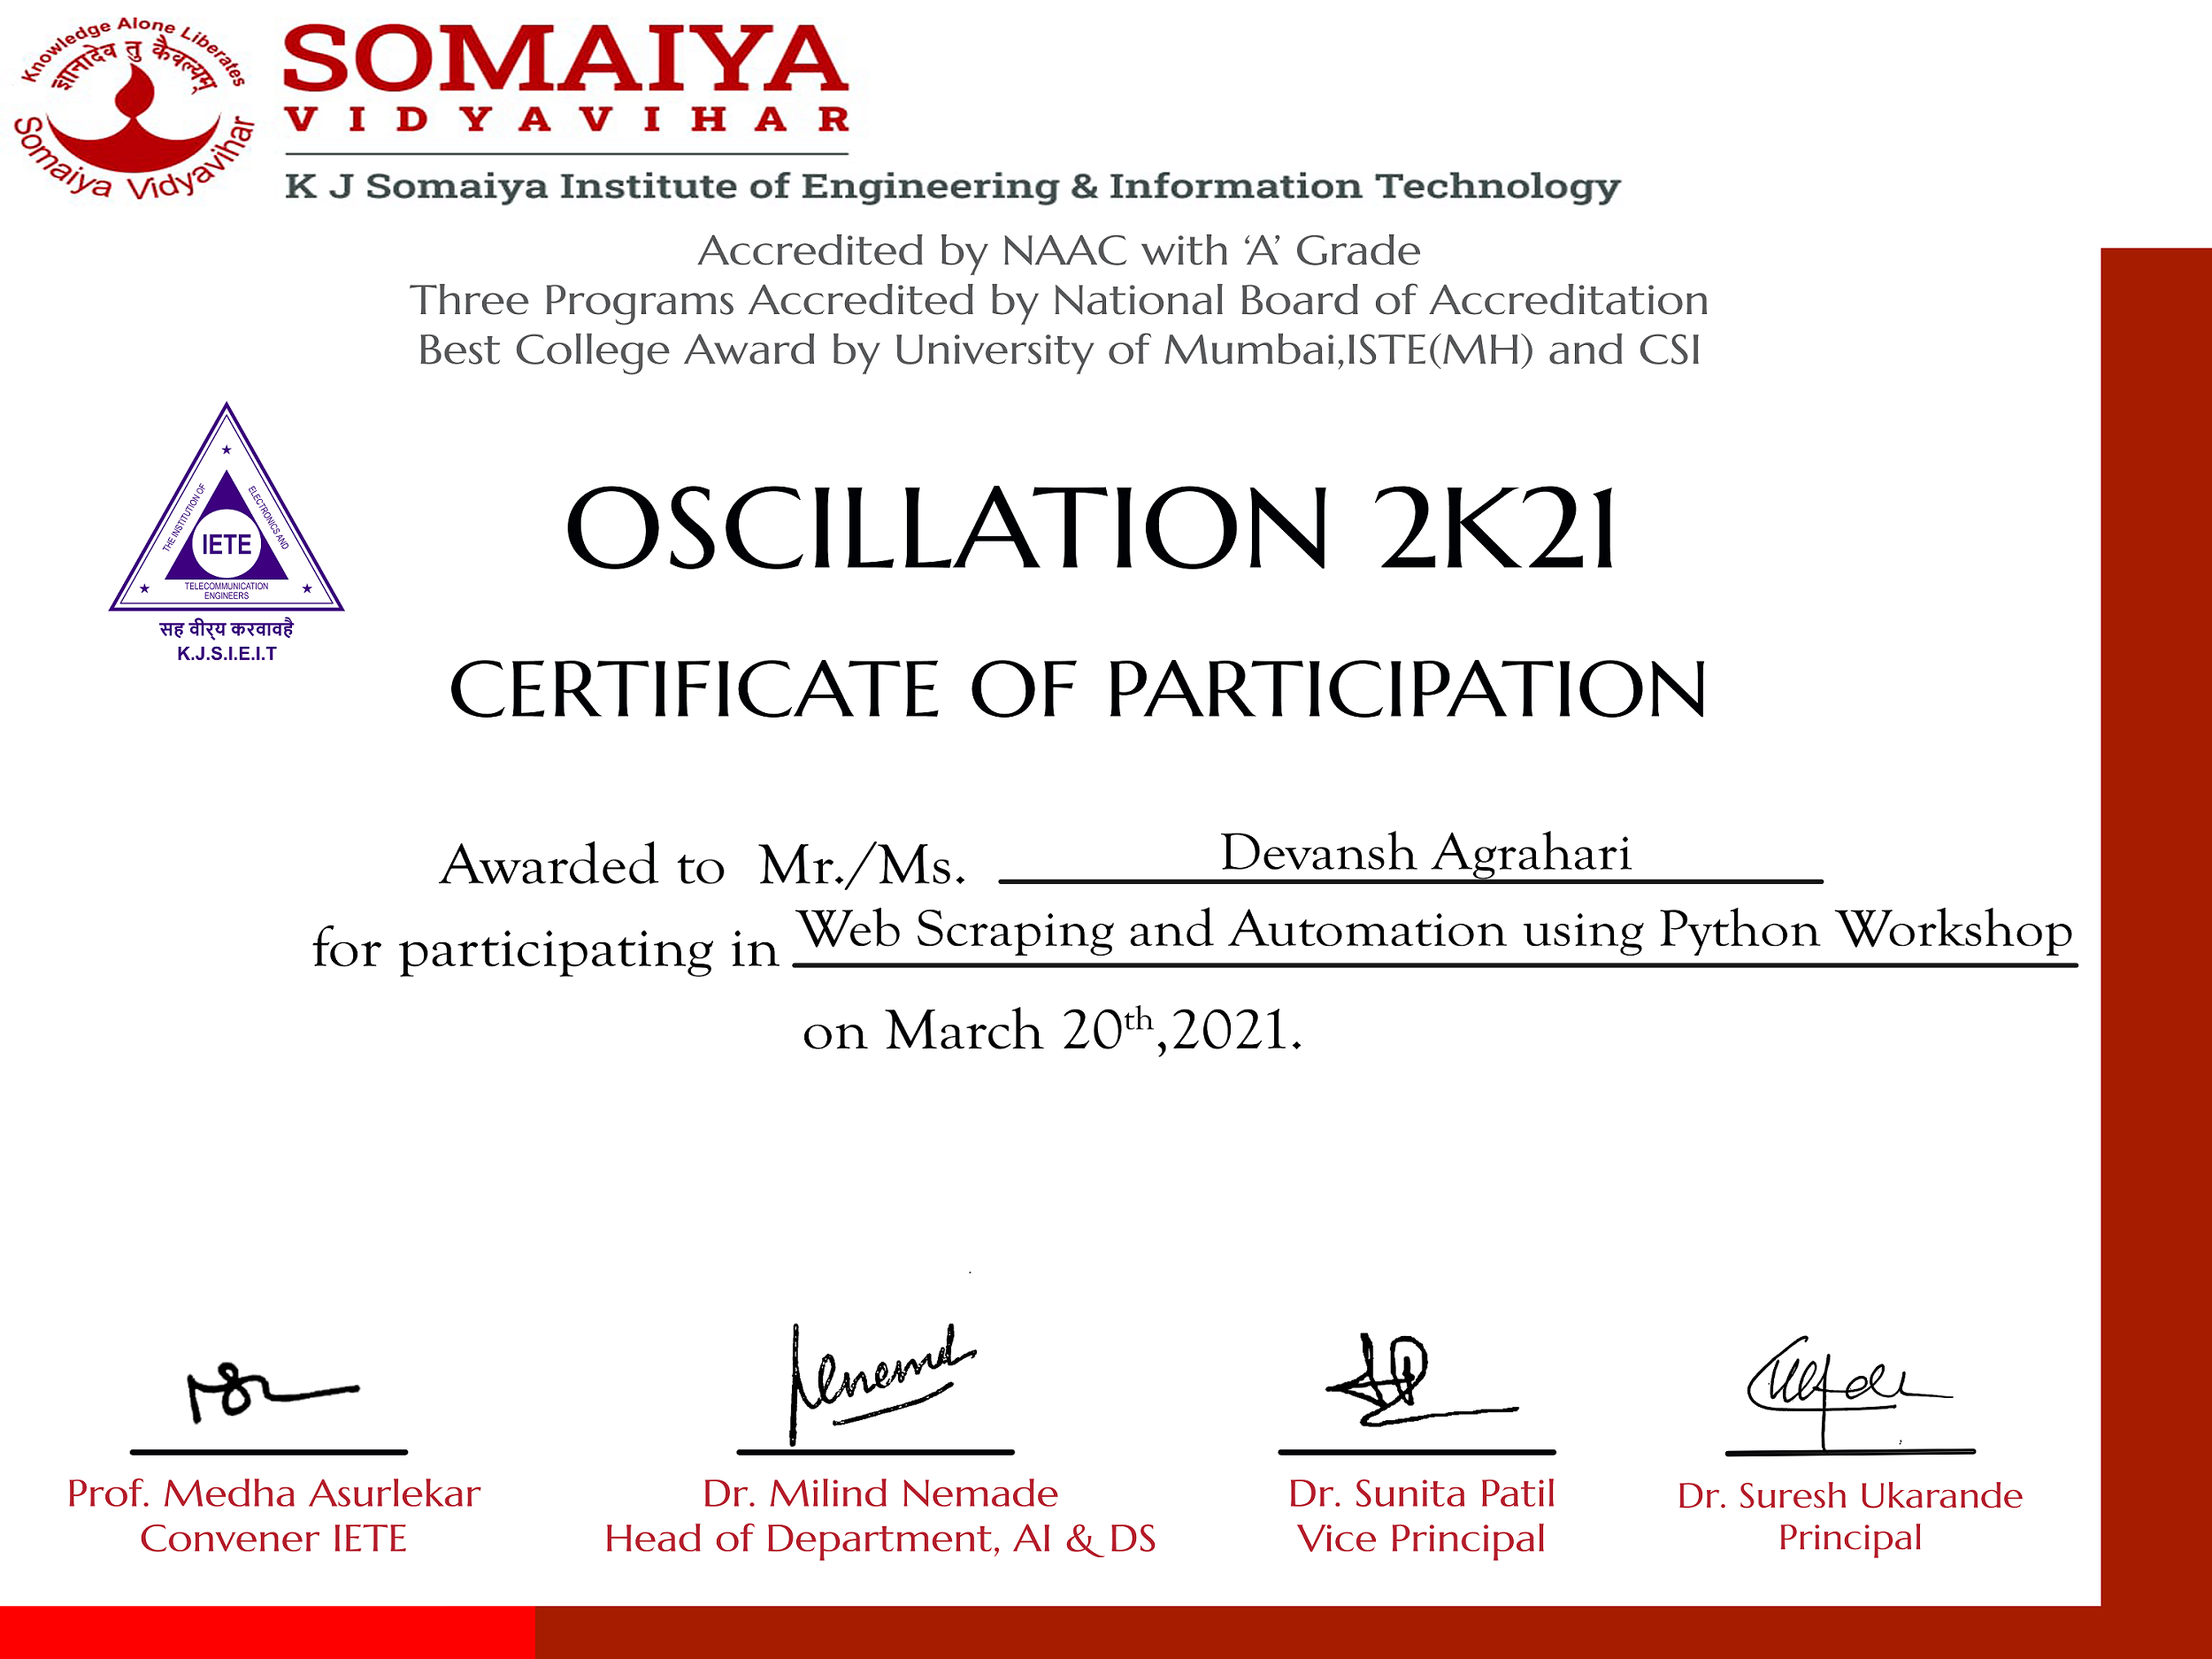 Knowledge Alone Liberates
ज्ञानादेव तु कैवल्यम्
Somaiya Vidyavihar
SOMAIYA
VIDYAVIHAR
K J Somaiya Institute of Engineering & Information Technology
Accredited by NAAC with ‘A’ Grade
Three Programs Accredited by National Board of Accreditation
Best College Award by University of Mumbai,ISTE(MH) and CSI
THE INSTITUTION OF
ELECTRONICS AND
IETE
TELECOMMUNICATION
ENGINEERS
सह वीर्य करवावहै
K.J.S.I.E.I.T
OSCILLATION 2K21
CERTIFICATE OF PARTICIPATION
Awarded to Mr./Ms. Devansh Agrahari
for participating in Web Scraping and Automation using Python Workshop
on March 20th,2021.
Prof. Medha Asurlekar
Convener IETE
Dr. Milind Nemade
Head of Department, AI & DS
Dr. Sunita Patil
Vice Principal
Dr. Suresh Ukarande
Principal